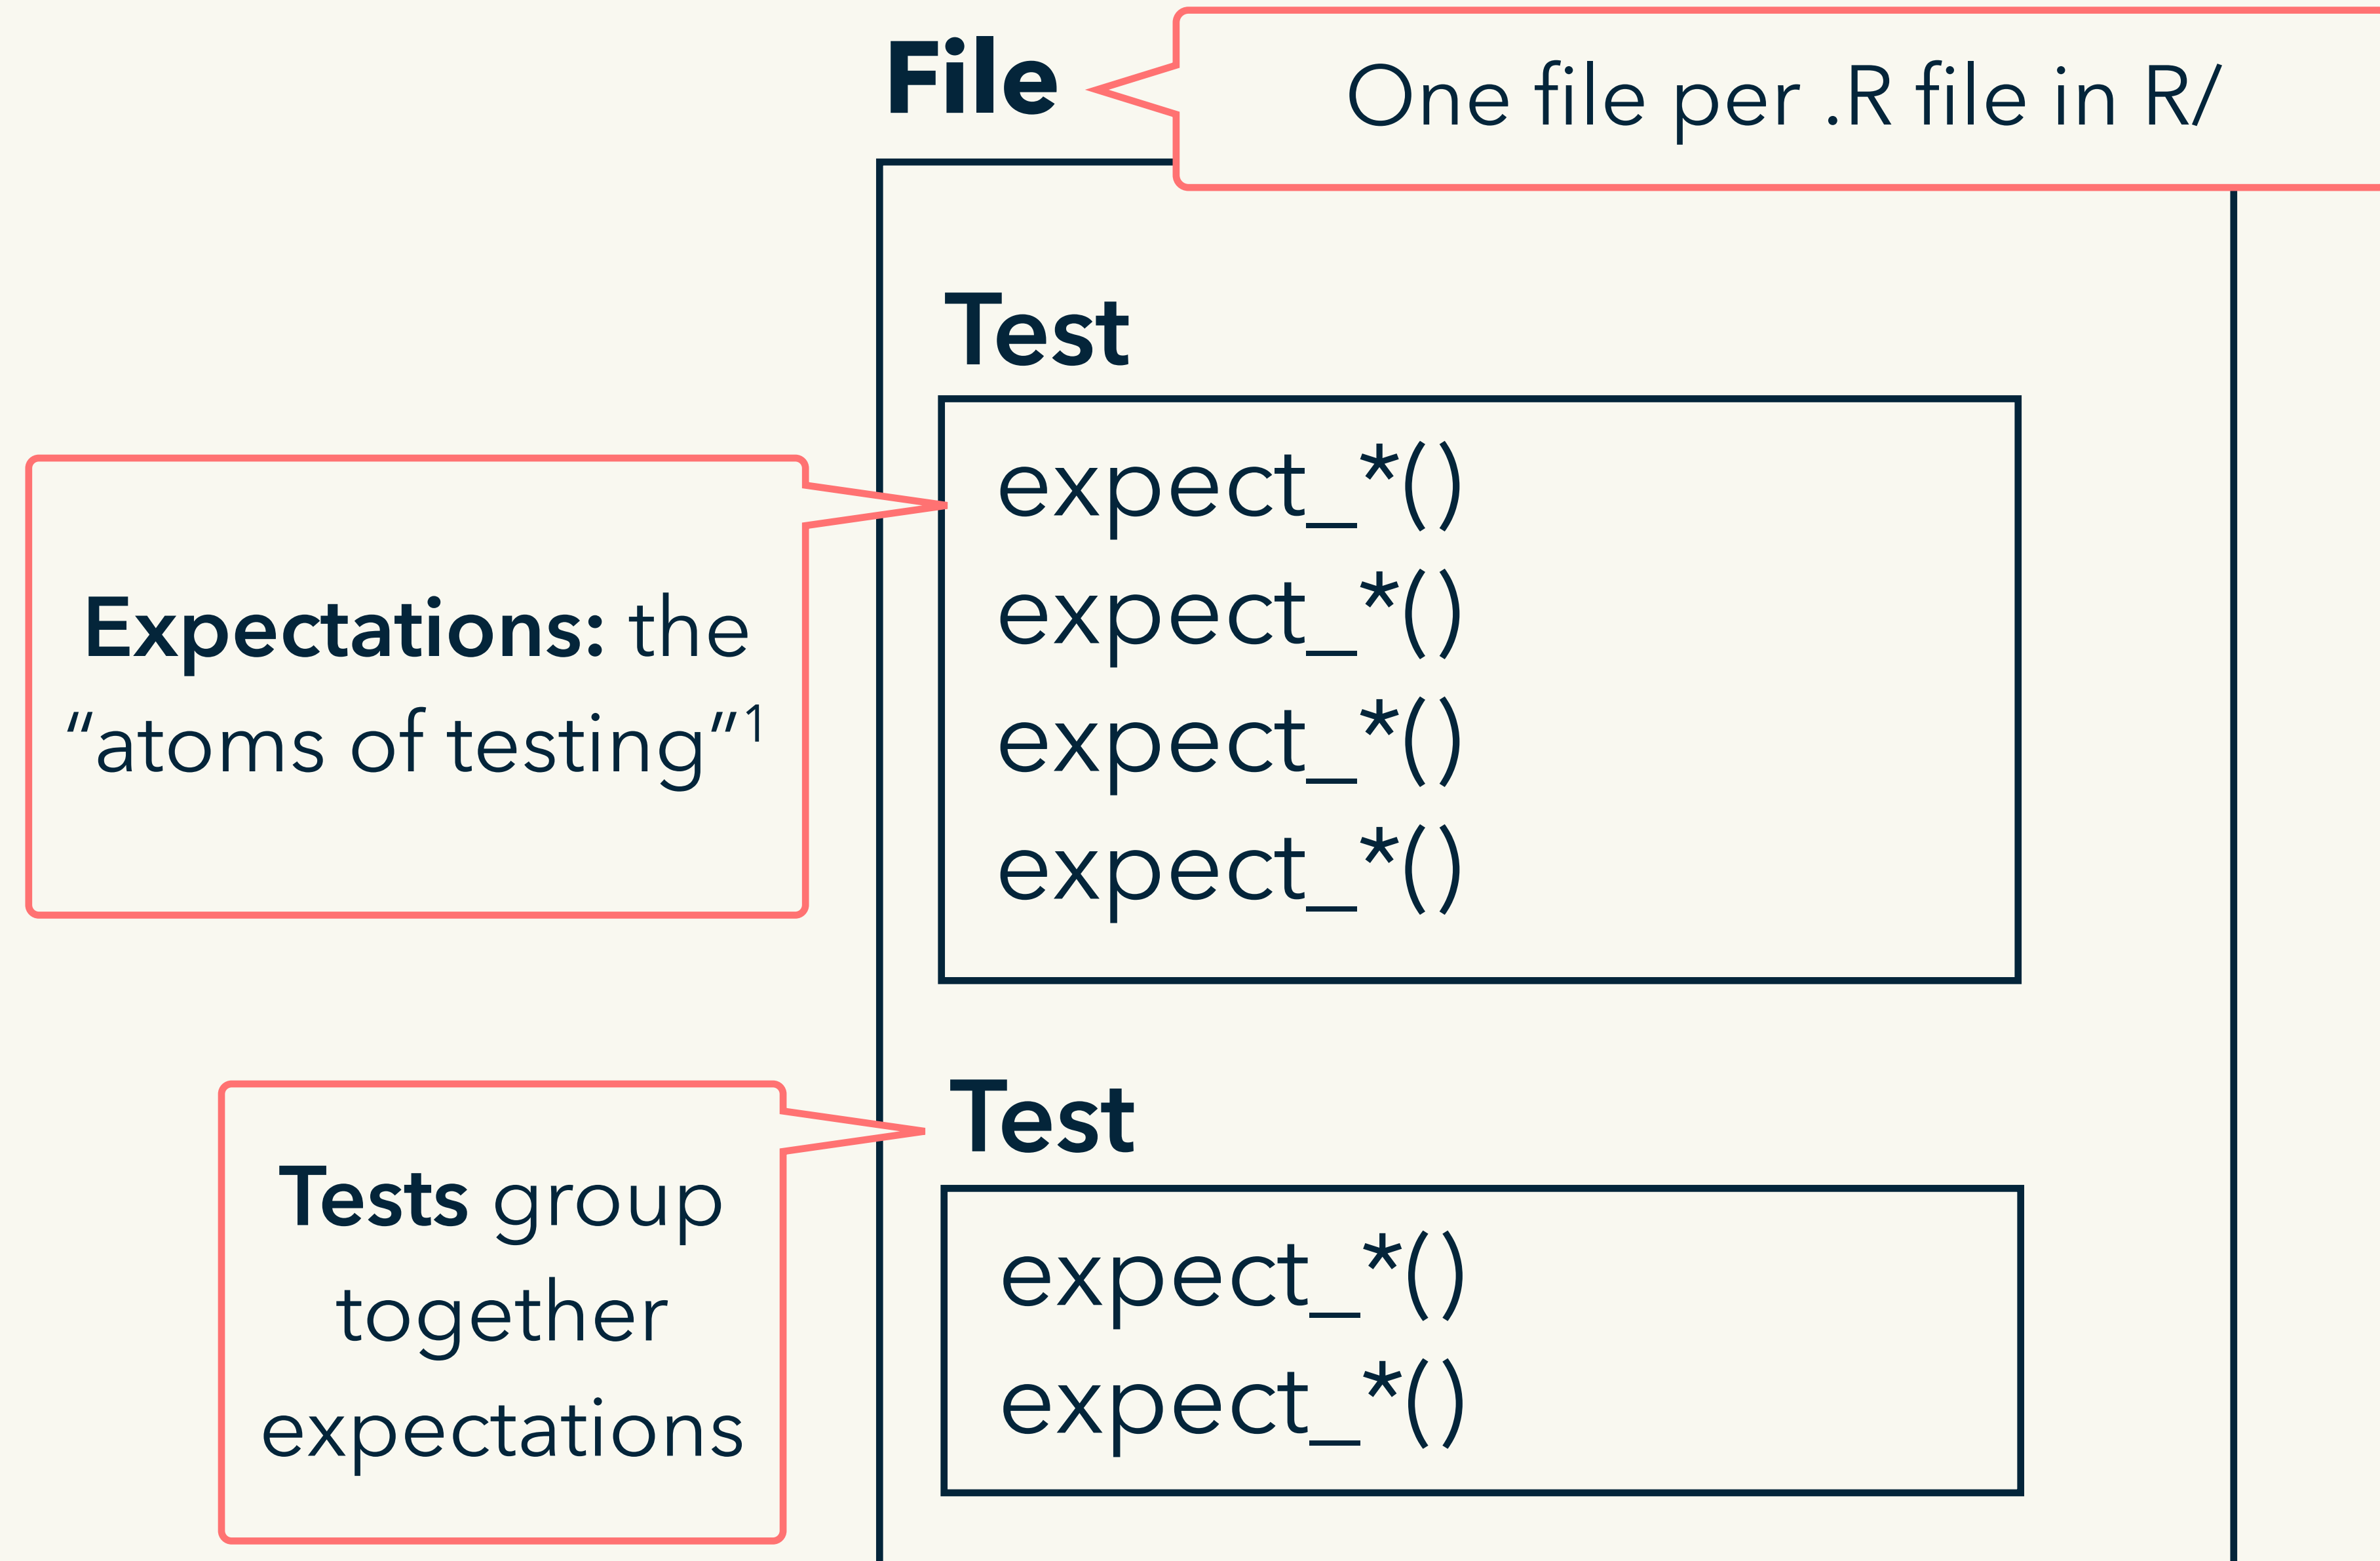 File
One file per .R file in R/
Test
expect_*()
expect_*()
expect_*()
expect_*()
Expectations: the
“atoms of testing”1
Test
expect_*()
expect_*()
Tests group
together
expectations